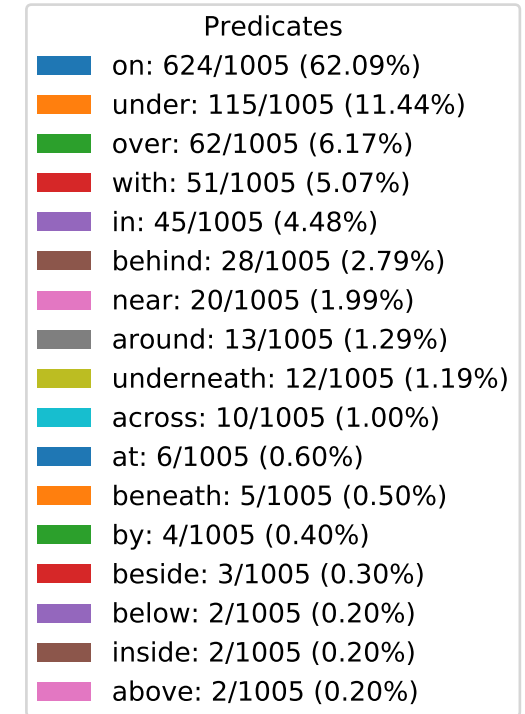 Predicates
on: 624/1005 (62.09%)
under: 115/1005 (11.44%)
over: 62/1005 (6.17%)
with: 51/1005 (5.07%)
in: 45/1005 (4.48%)
behind: 28/1005 (2.79%)
near: 20/1005 (1.99%)
around: 13/1005 (1.29%)
underneath: 12/1005 (1.19%)
across: 10/1005 (1.00%)
at: 6/1005 (0.60%)
beneath: 5/1005 (0.50%)
by: 4/1005 (0.40%)
beside: 3/1005 (0.30%)
below: 2/1005 (0.20%)
inside: 2/1005 (0.20%)
above: 2/1005 (0.20%)